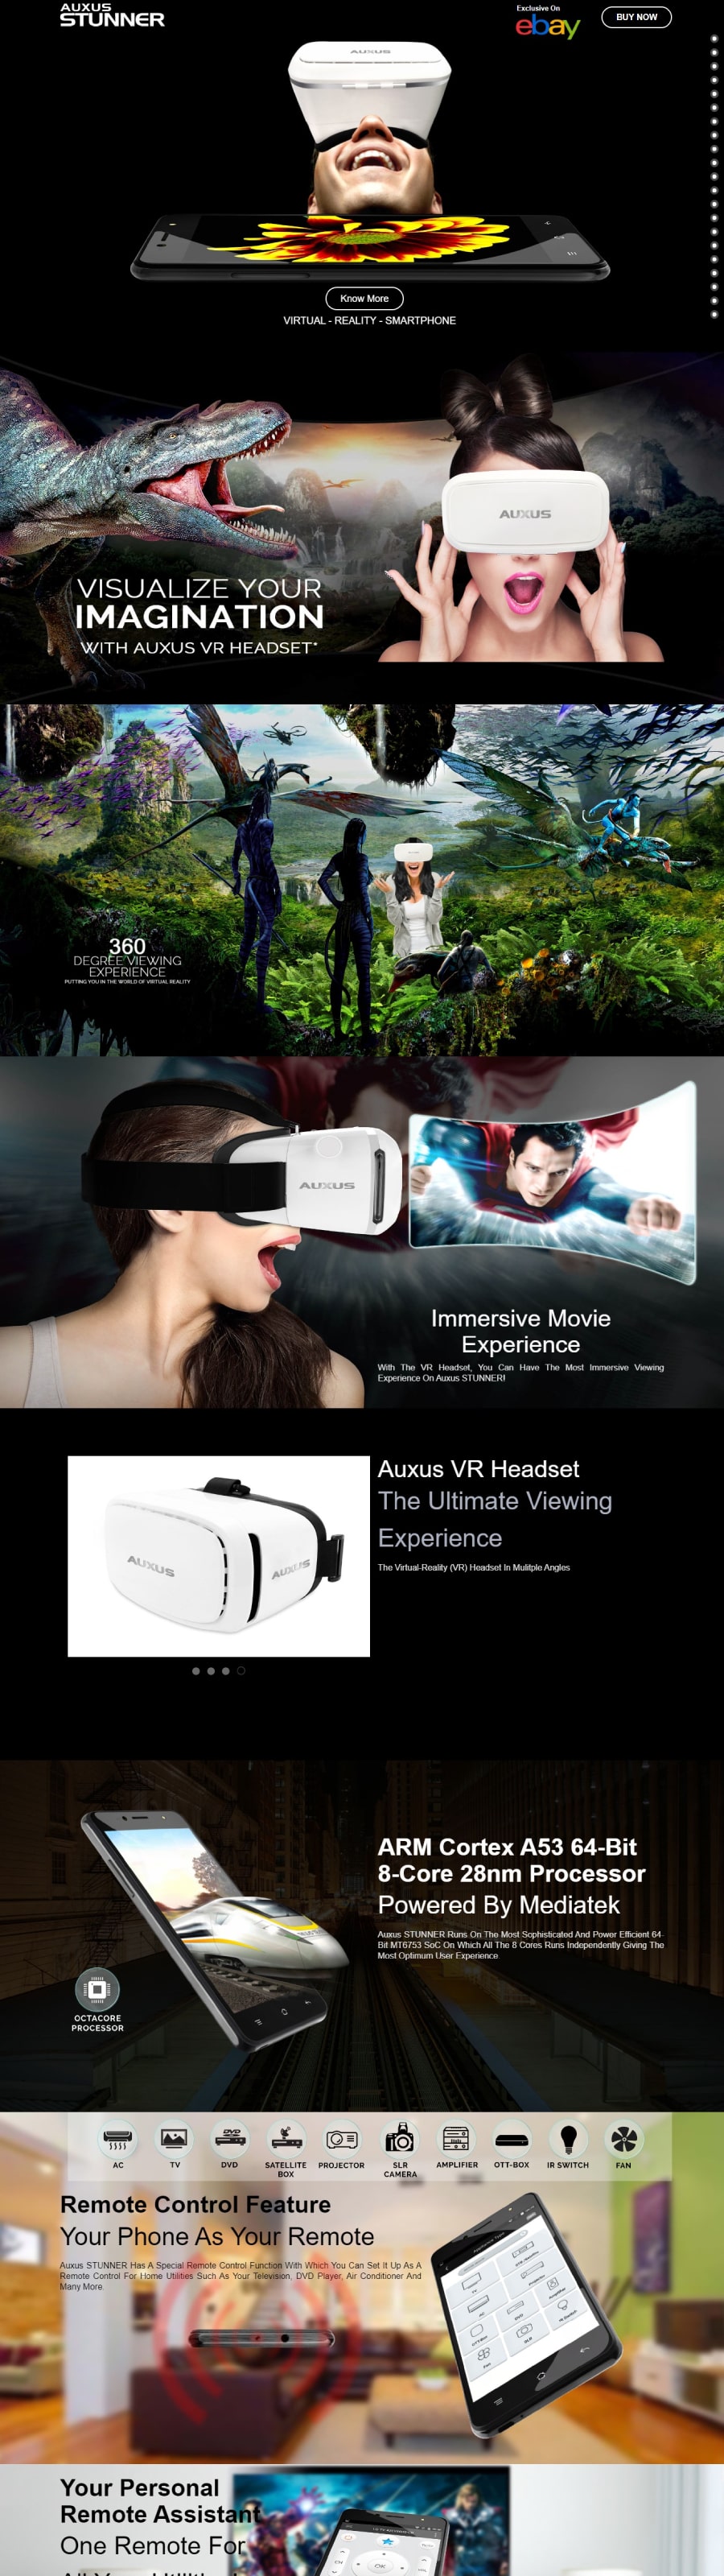 AUXUS
STUNNER
Exclusive On
ebay
BUY NOW
AUXUS
Know More
VIRTUAL - REALITY - SMARTPHONE
AUXUS
VISUALIZE YOUR
IMAGINATION
WITH AUXUS VR HEADSET*
360
DEGREE VIEWING
EXPERIENCE
PUTTING YOU IN THE WORLD OF VIRTUAL REALITY
AUXUS
Immersive Movie
Experience
With The VR Headset, You Can Have The Most Immersive Viewing
Experience On Auxus STUNNER!
AUXUS
AUXUS
Auxus VR Headset
The Ultimate Viewing
Experience
The Virtual-Reality (VR) Headset In Mulitple Angles
ARM Cortex A53 64-Bit
8-Core 28nm Processor
Powered By Mediatek
Auxus STUNNER Runs On The Most Sophisticated And Power Efficient 64-
Bit MT6753 SoC On Which All The 8 Cores Runs Independently Giving The
Most Optimum User Experience.
OCTACORE
PROCESSOR
DVD
AC
TV
DVD
SATELLITE
BOX
PROJECTOR
SLR
CAMERA
AMPLIFIER
OTT-BOX
IR SWITCH
FAN
Remote Control Feature
Your Phone As Your Remote
Auxus STUNNER Has A Special Remote Control Function With Which You Can Set It Up As A
Remote Control For Home Utilities Such As Your Television, DVD Player, Air Conditioner And
Many More.
TV
AC
DVD
Fan
SLR
Your Personal
Remote Assistant
One Remote For
OK